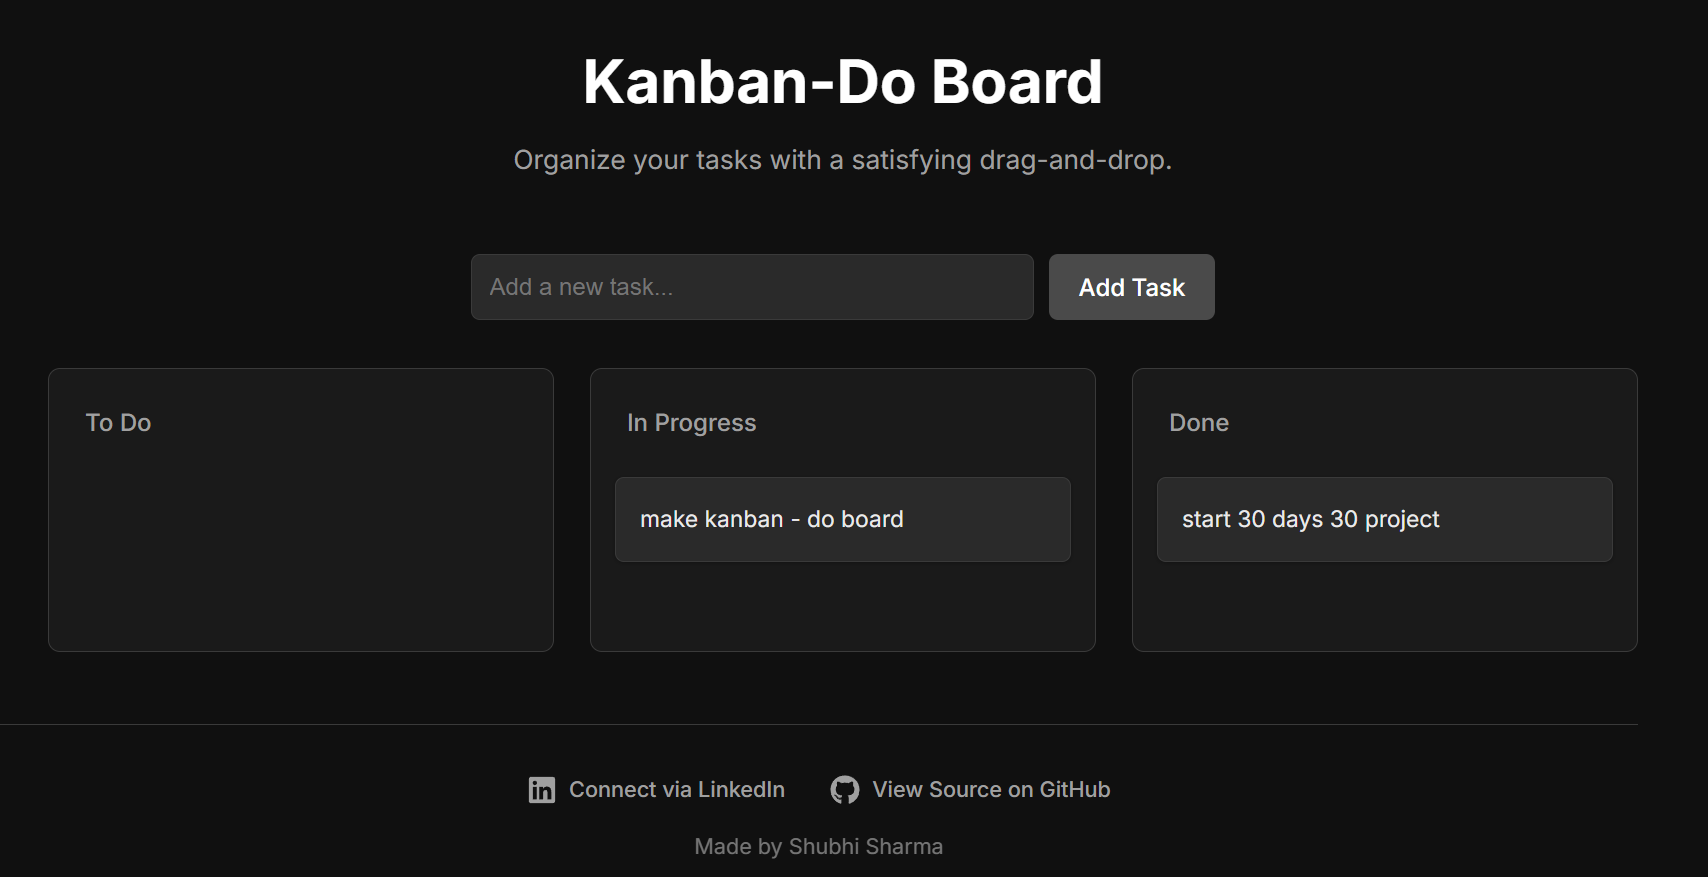 Kanban-Do Board
Organize your tasks with a satisfying drag-and-drop.
Add a new task...
Add Task
To Do
In Progress
make kanban - do board
Done
start 30 days 30 project
in Connect via LinkedIn
View Source on GitHub
Made by Shubhi Sharma